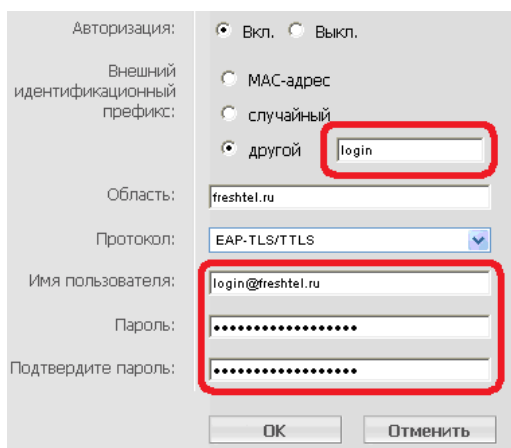 Авторизация:
Вкл. Выкл.
Внешний
идентификационный
префикс:
MAC-адрес
случайный
другой login
Область: freshtel.ru
Протокол: EAP-TLS/TTLS
Имя пользователя: login@freshtel.ru
Пароль: ••••••••••••••••••
Подтвердите пароль: ••••••••••••••••••
OK Отменить